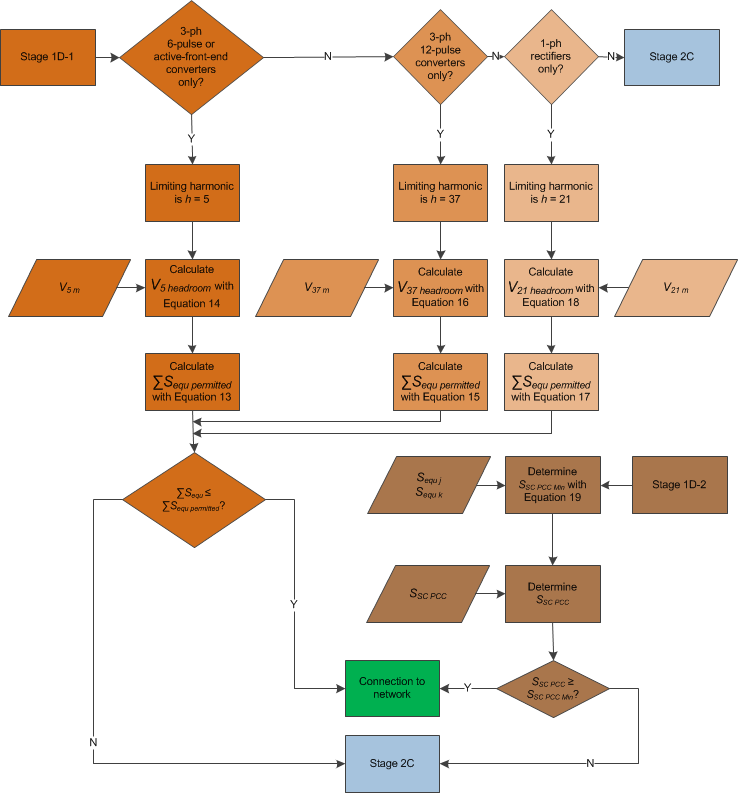 Stage 1D-1
3-ph
6-pulse or
active-front-end
converters
only?
N
3-ph
12-pulse
converters
only?
N
1-ph
rectifiers
only?
N
Stage 2C
Y
Y
Y
Limiting harmonic
is h = 5
Limiting harmonic
is h = 37
Limiting harmonic
is h = 21
V5 m
Calculate
V5 headroom with
Equation 14
V37 m
Calculate
V37 headroom with
Equation 16
Calculate
V21 headroom with
Equation 18
V21 m
Calculate
∑Sequ permitted
with Equation 13
Calculate
∑Sequ permitted
with Equation 15
Calculate
∑Sequ permitted
with Equation 17
∑Sequ ≤
∑Sequ permitted?
Sequ j
Sequ k
Determine
SSC PCC Min with
Equation 19
Stage 1D-2
SSC PCC
Determine
SSC PCC
Y
Connection to
network
Y
SSC PCC ≥
SSC PCC Min?
N
Stage 2C
N